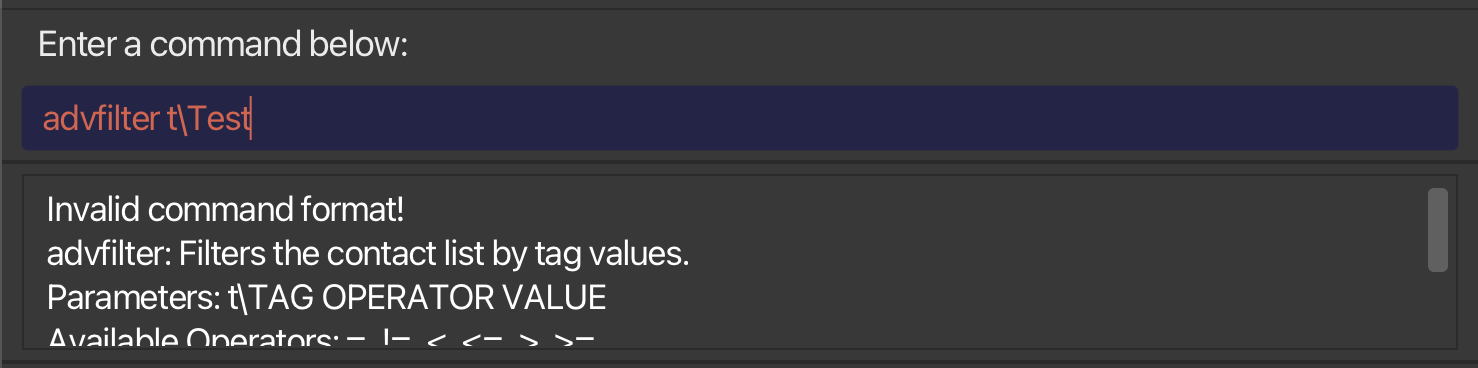 Enter a command below:
advfilter t\Test
Invalid command format!
advfilter: Filters the contact list by tag values.
Parameters: t\TAG OPERATOR VALUE
Available Operators: = != < <= > >=